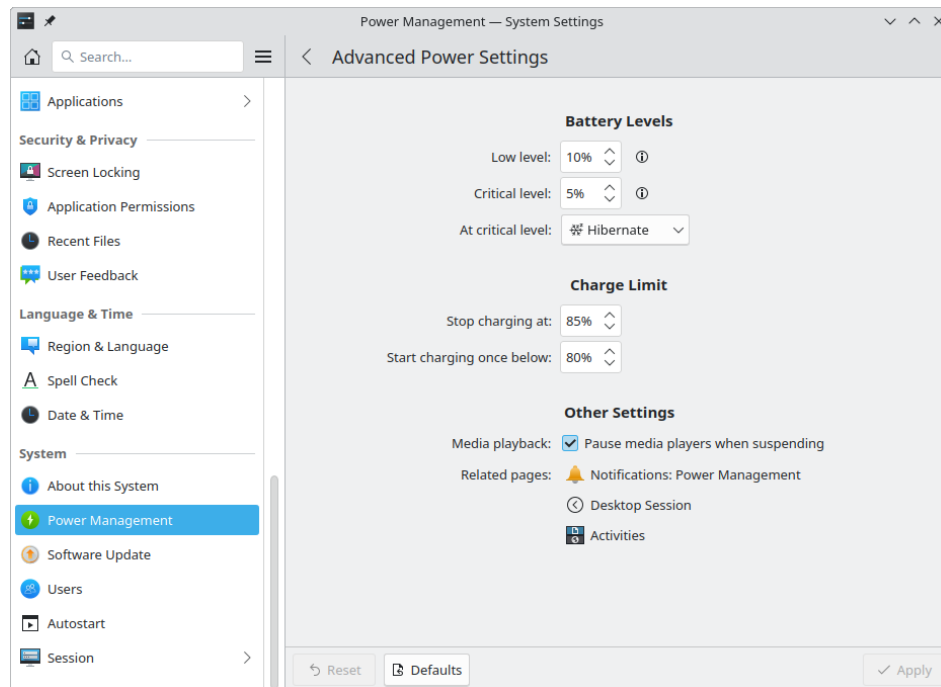 Power Management — System Settings
Search...
Advanced Power Settings
Applications
Security & Privacy
Screen Locking
Application Permissions
Recent Files
User Feedback
Language & Time
Region & Language
Spell Check
Date & Time
System
About this System
Power Management
Software Update
Users
Autostart
Session
Battery Levels
Low level: 10%
Critical level: 5%
At critical level: Hibernate
Charge Limit
Stop charging at: 85%
Start charging once below: 80%
Other Settings
Media playback: Pause media players when suspending
Related pages: Notifications: Power Management
Desktop Session
Activities
Reset Defaults Apply